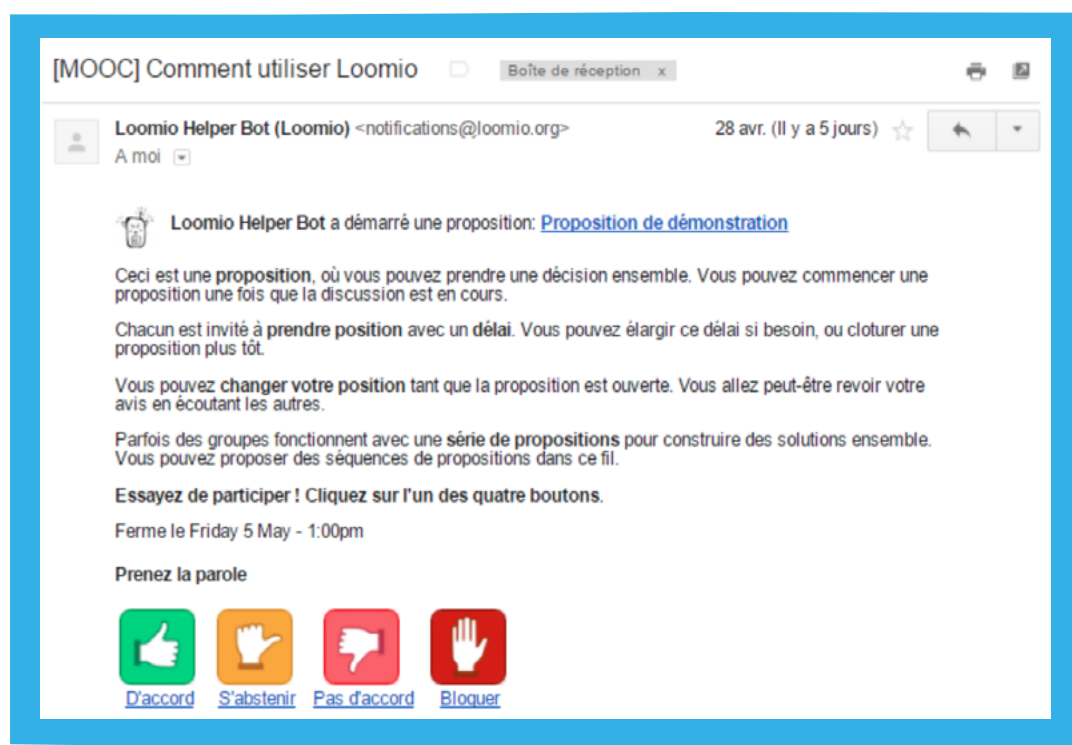 [MOOC] Comment utiliser Loomio
Boîte de réception x
Loomio Helper Bot (Loomio) <notifications@loomio.org>
28 avr. (Il y a 5 jours)
A moi
Loomio Helper Bot a démarré une proposition: Proposition de démonstration
Ceci est une proposition, où vous pouvez prendre une décision ensemble. Vous pouvez commencer une
proposition une fois que la discussion est en cours.
Chacun est invité à prendre position avec un délai. Vous pouvez élargir ce délai si besoin, ou cloturer une
proposition plus tôt.
Vous pouvez changer votre position tant que la proposition est ouverte. Vous allez peut-être revoir votre
avis en écoutant les autres.
Parfois des groupes fonctionnent avec une série de propositions pour construire des solutions ensemble.
Vous pouvez proposer des séquences de propositions dans ce fil.
Essayez de participer ! Cliquez sur l'un des quatre boutons.
Ferme le Friday 5 May - 1:00pm
Prenez la parole
D'accord S'abstenir Pas d'accord Bloquer